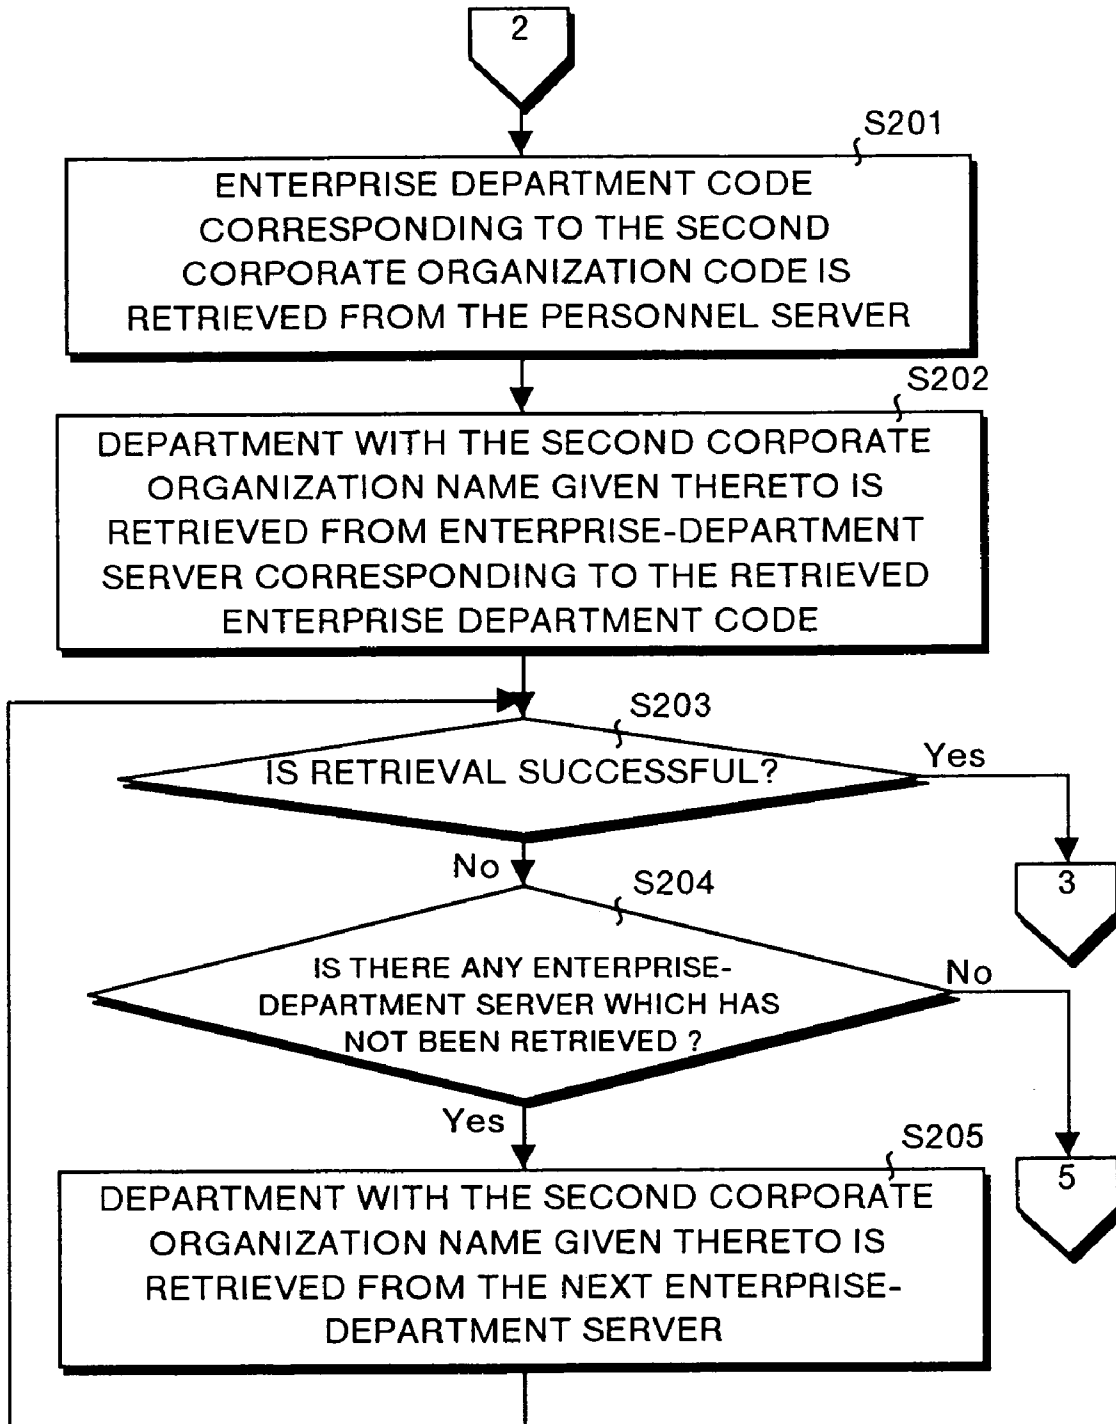 2
S201
ENTERPRISE DEPARTMENT CODE
CORRESPONDING TO THE SECOND
CORPORATE ORGANIZATION CODE IS
RETRIEVED FROM THE PERSONNEL SERVER
S202
DEPARTMENT WITH THE SECOND CORPORATE
ORGANIZATION NAME GIVEN THERETO IS
RETRIEVED FROM ENTERPRISE-DEPARTMENT
SERVER CORRESPONDING TO THE RETRIEVED
ENTERPRISE DEPARTMENT CODE
S203
IS RETRIEVAL SUCCESSFUL?
Yes
No
3
S204
IS THERE ANY ENTERPRISE-
DEPARTMENT SERVER WHICH HAS
NOT BEEN RETRIEVED ?
No
Yes
5
S205
DEPARTMENT WITH THE SECOND CORPORATE
ORGANIZATION NAME GIVEN THERETO IS
RETRIEVED FROM THE NEXT ENTERPRISE-
DEPARTMENT SERVER